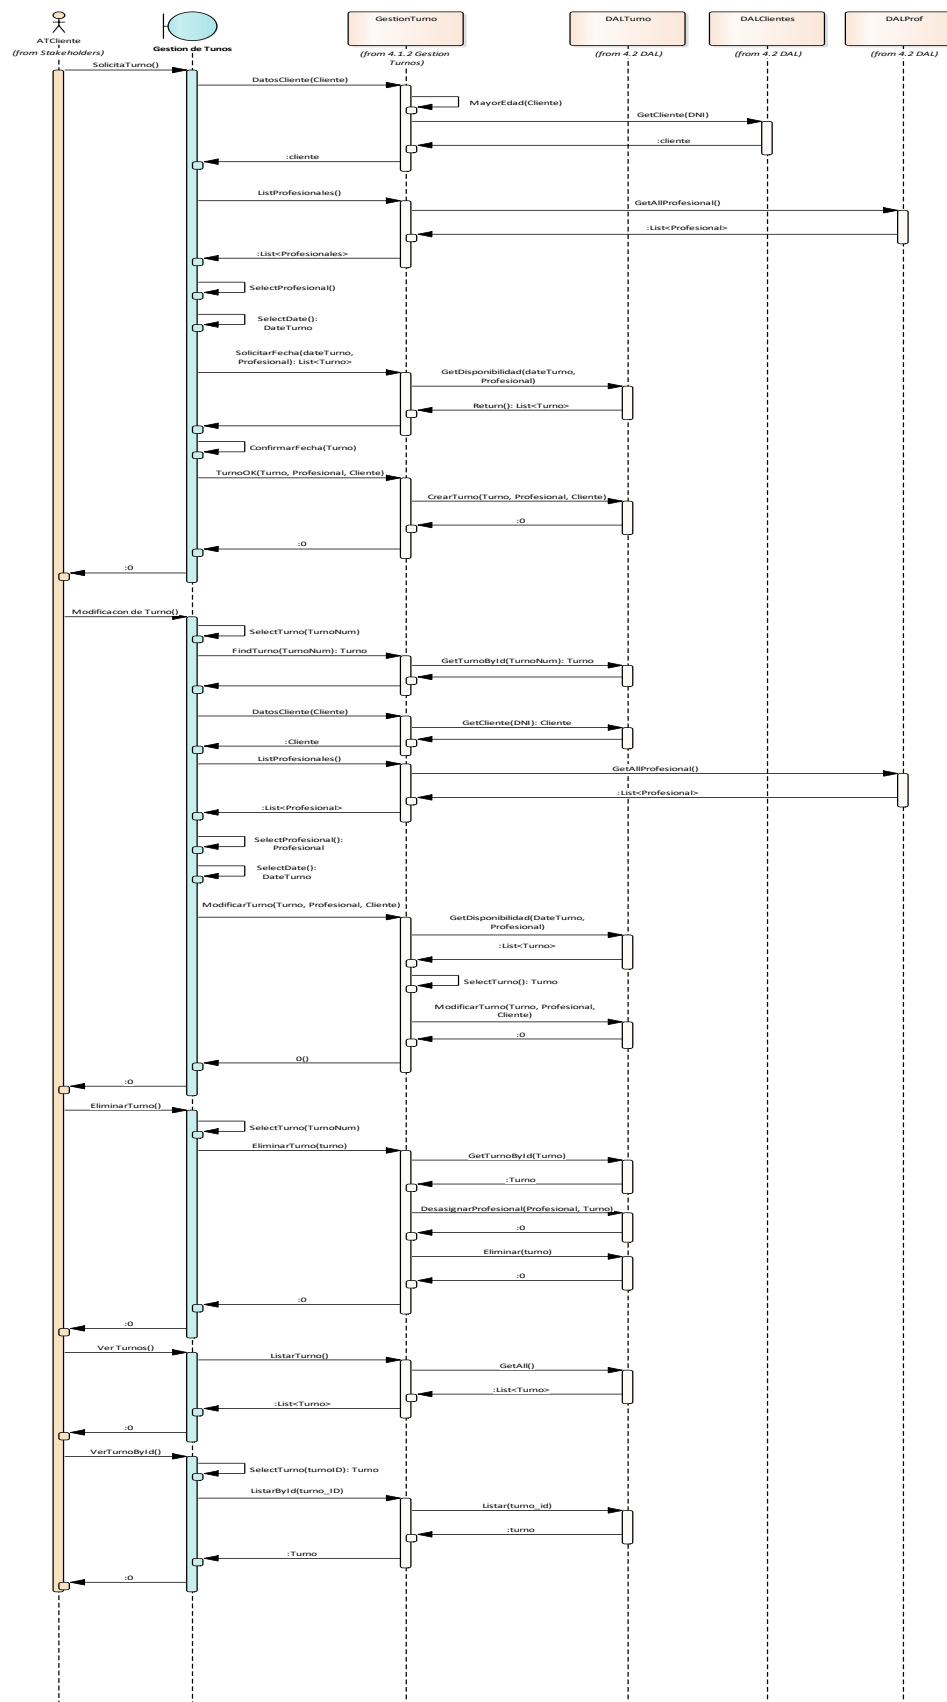 ATCliente
(from Stakeholders)
Gestion de Tunos
GestionTurno
(from 4.1.2 Gestion
Turnos)
DALTurno
(from 4.2 DAL)
DALClientes
(from 4.2 DAL)
DALProf
(from 4.2 DAL)
SolicitaTurno()
DatosCliente(Cliente)
MayorEdad(Cliente)
GetCliente(DNI)
:cliente
:cliente
ListProfesionales()
GetAllProfesional()
:List<Profesional>
:List<Profesionales>
SelectProfesional()
SelectDate():
DateTurno
SolicitarFecha(dateTurno,
Profesional): List<Turno>
GetDisponibilidad(dateTurno,
Profesional)
Return(): List<Turno>
ConfirmarFecha(Turno)
TurnoOK(Turno, Profesional, Cliente)
CrearTurno(Turno, Profesional, Cliente)
:0
:0
:0
Modificacon de Turno()
SelectTurno(TurnoNum)
FindTurno(TurnoNum): Turno
GetTurnoById(TurnoNum): Turno
DatosCliente(Cliente)
GetCliente(DNI): Cliente
:Cliente
ListProfesionales()
GetAllProfesional()
:List<Profesional>
:List<Profesional>
SelectProfesional():
Profesional
SelectDate():
DateTurno
ModificarTurno(Turno, Profesional, Cliente)
GetDisponibilidad(DateTurno,
Profesional)
:List<Turno>
SelectTurno(): Turno
ModificarTurno(Turno, Profesional,
Cliente)
:0
0()
:0
EliminarTurno()
SelectTurno(TurnoNum)
EliminarTurno(turno)
GetTurnoById(Turno)
:Turno
DesasignarProfesional(Profesional, Turno)
:0
Eliminar(turno)
:0
:0
:0
Ver Turnos()
ListarTurno()
GetAll()
:List<Turno>
:List<Turno>
:0
VerTurnoById()
SelectTurno(turnoID): Turno
ListarById(turno_ID)
Listar(turno_id)
:turno
:Turno
:0